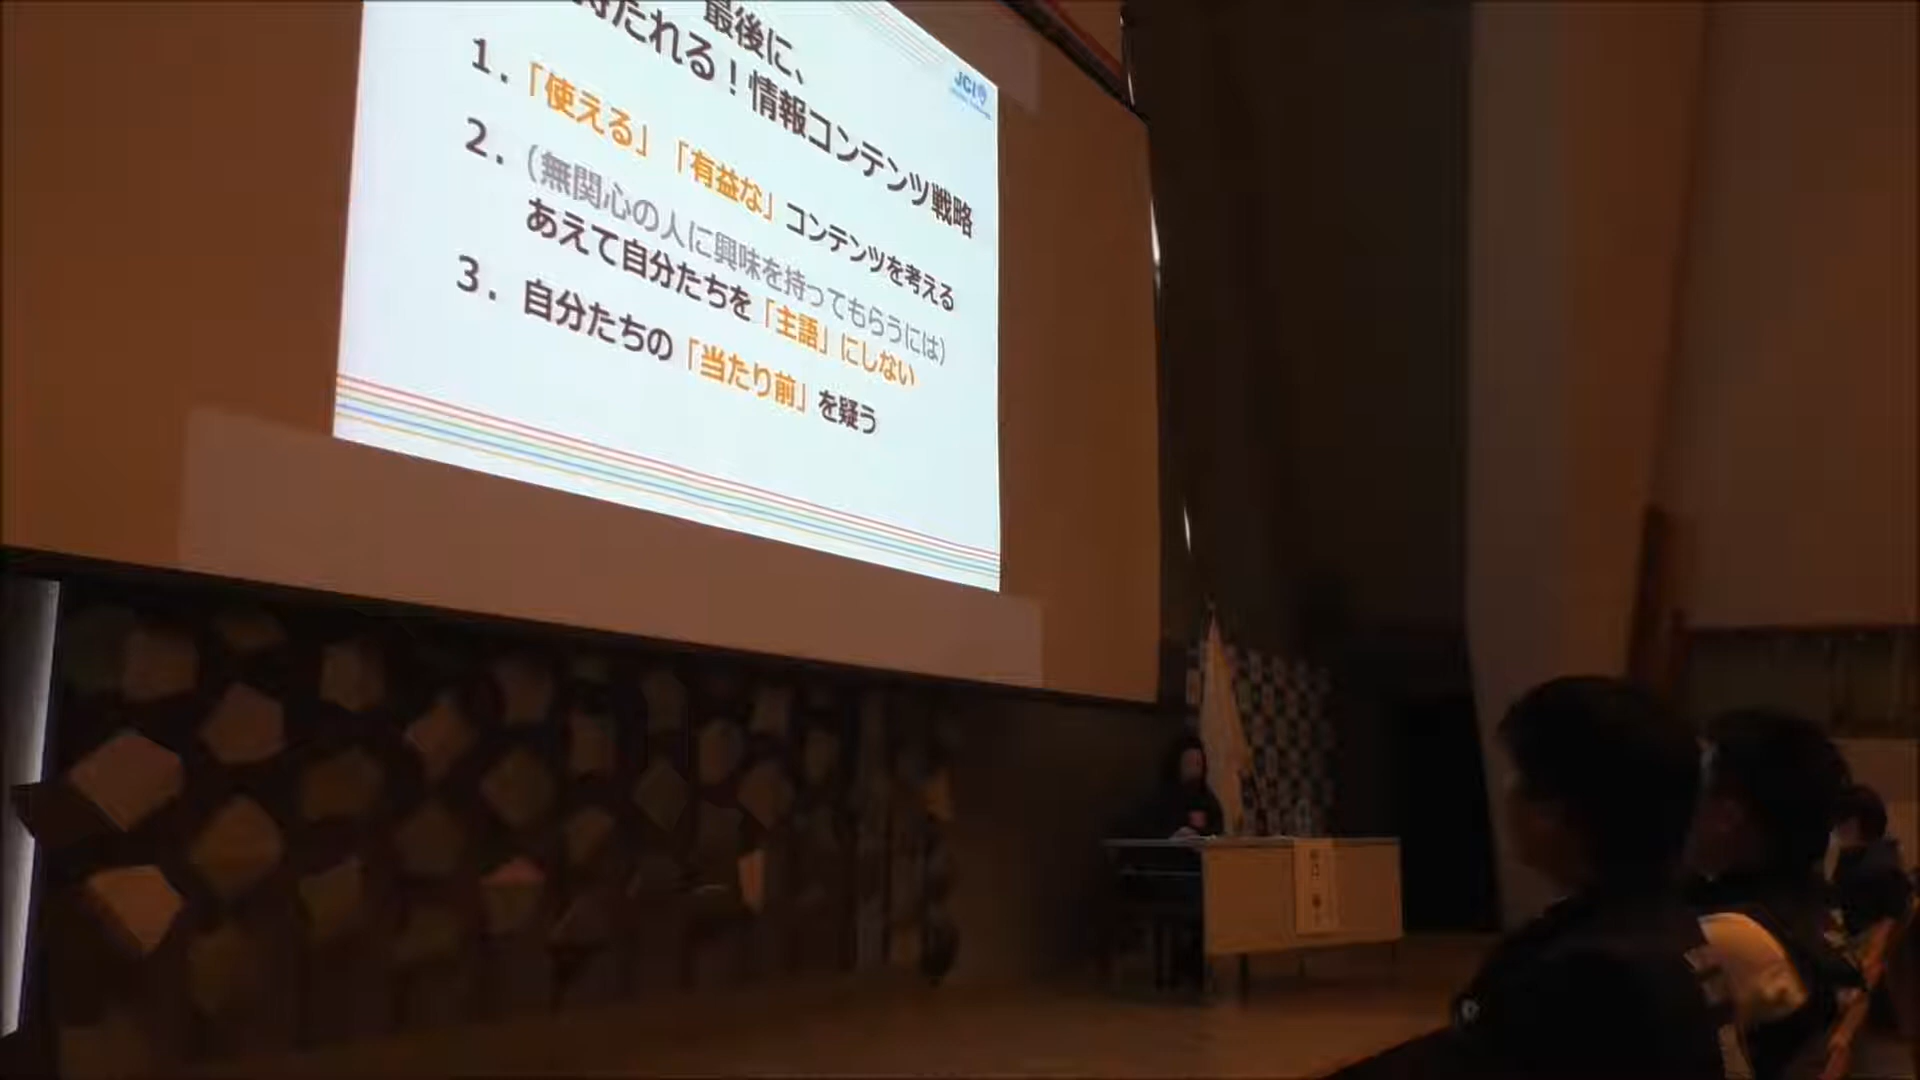 最後に、
持たれる！情報コンテンツ戦略
JCI
1. 「使える」「有益な」コンテンツを考える
2. (無関心の人に興味を持ってもらうには)
あえて自分たちを「主語」にしない
3. 自分たちの「当たり前」を疑う